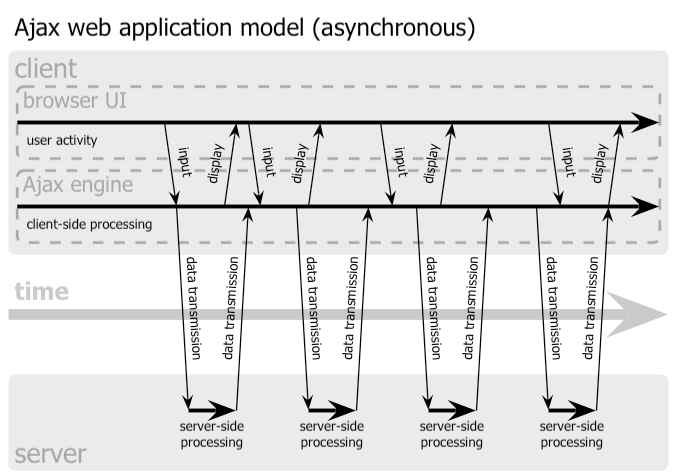 Ajax web application model (asynchronous)
client
browser UI
user activity
input
display
input
display
input
display
input
display
Ajax engine
client-side processing
data transmission
data transmission
data transmission
data transmission
data transmission
data transmission
data transmission
data transmission
time
server-side
processing
server-side
processing
server-side
processing
server-side
processing
server